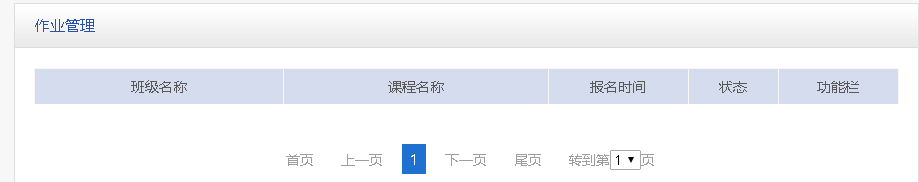 作业管理
班级名称 课程名称 报名时间 状态 功能栏
首页 上一页 1 下一页 尾页 转到第 1 页